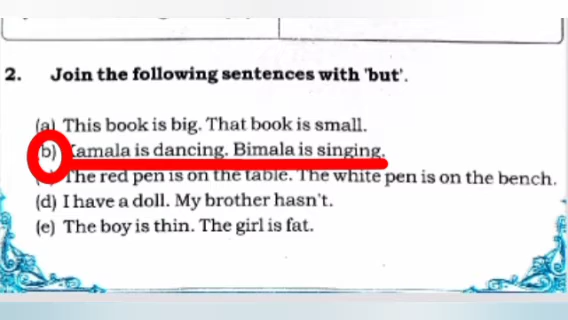 2. Join the following sentences with 'but'.
(a) This book is big. That book is small.
(b) Kamala is dancing. Bimala is singing.
The red pen is on the table. The white pen is on the bench.
(d) I have a doll. My brother hasn't.
(e) The boy is thin. The girl is fat.